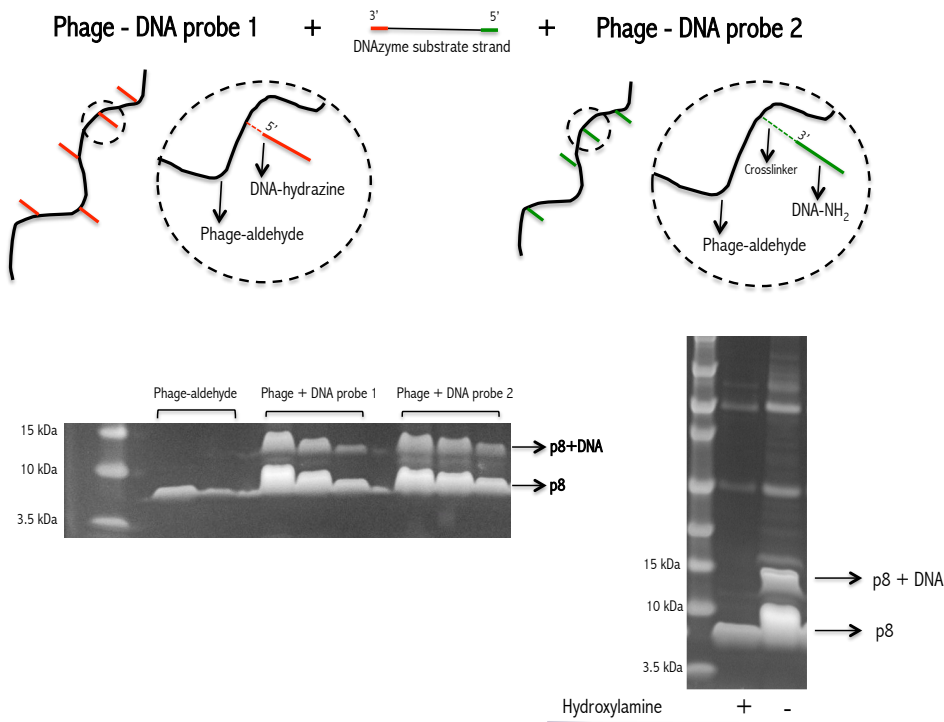 Phage - DNA probe 1 + 3' 5' + Phage - DNA probe 2
DNAzyme substrate strand
5'
DNA-hydrazine
Phage-aldehyde
3'
Crosslinker
DNA-NH2
Phage-aldehyde
Phage-aldehyde Phage + DNA probe 1 Phage + DNA probe 2
15 kDa
p8+DNA
10 kDa
p8
3.5 kDa
15 kDa
p8 + DNA
10 kDa
p8
3.5 kDa
Hydroxylamine + -